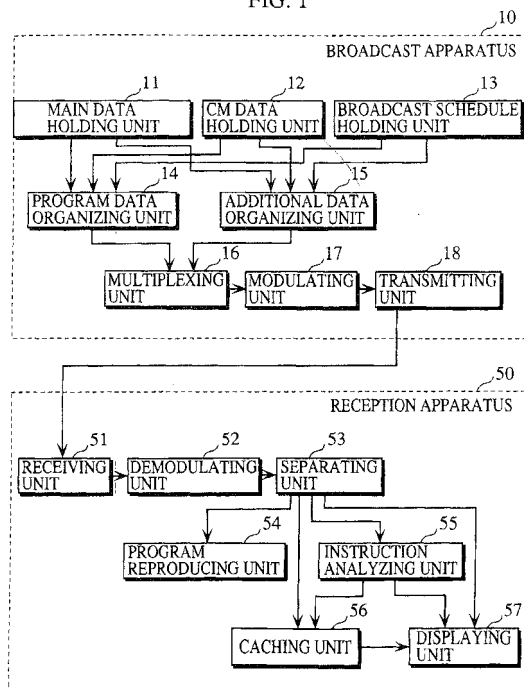 FIG. 1
10
BROADCAST APPARATUS
11
12
13
MAIN DATA
HOLDING UNIT
CM DATA
HOLDING UNIT
BROADCAST SCHEDULE
HOLDING UNIT
14
15
PROGRAM DATA
ORGANIZING UNIT
ADDITIONAL DATA
ORGANIZING UNIT
16
17
18
MULTIPLEXING
UNIT
MODULATING
UNIT
TRANSMITTING
UNIT
50
RECEPTION APPARATUS
51
52
53
RECEIVING
UNIT
DEMODULATING
UNIT
SEPARATING
UNIT
54
55
PROGRAM
REPRODUCING UNIT
INSTRUCTION
ANALYZING UNIT
56
57
CACHING UNIT
DISPLAYING
UNIT